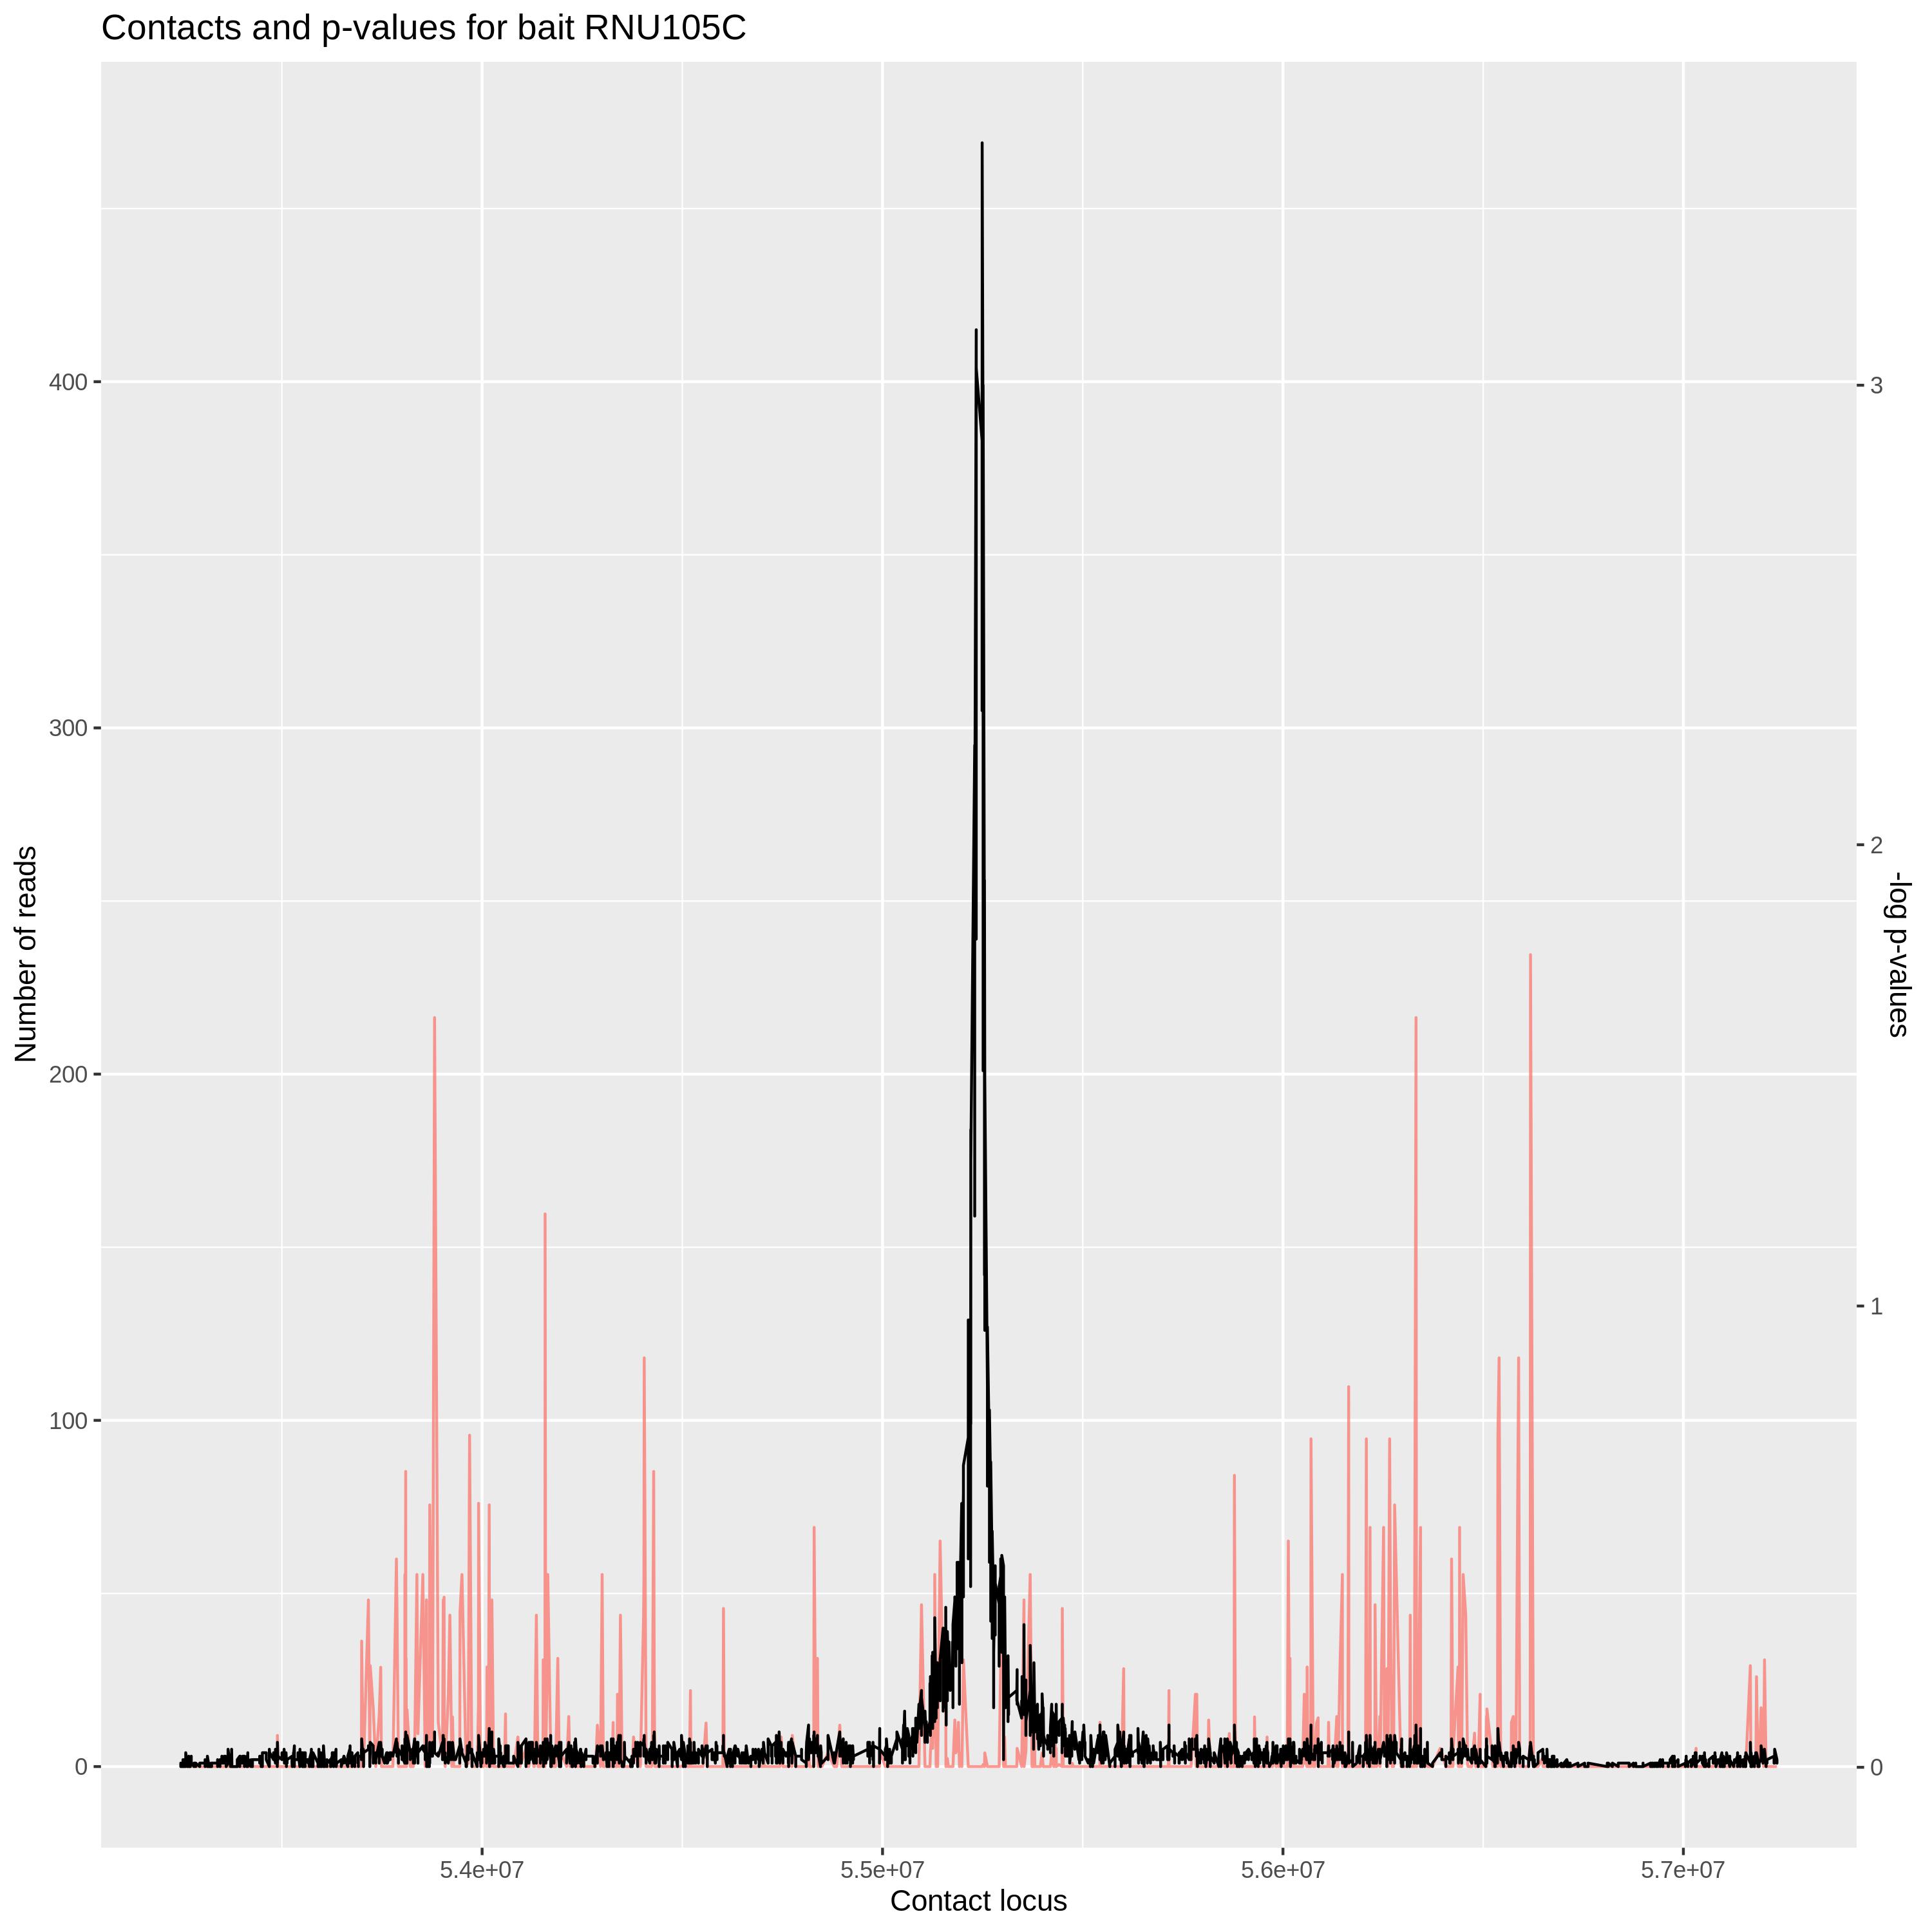 Contacts and p-values for bait RNU105C
Number of reads
400
300
200
100
0
3
2
1
0
-log p-values
5.4e+07 5.5e+07 5.6e+07 5.7e+07
Contact locus